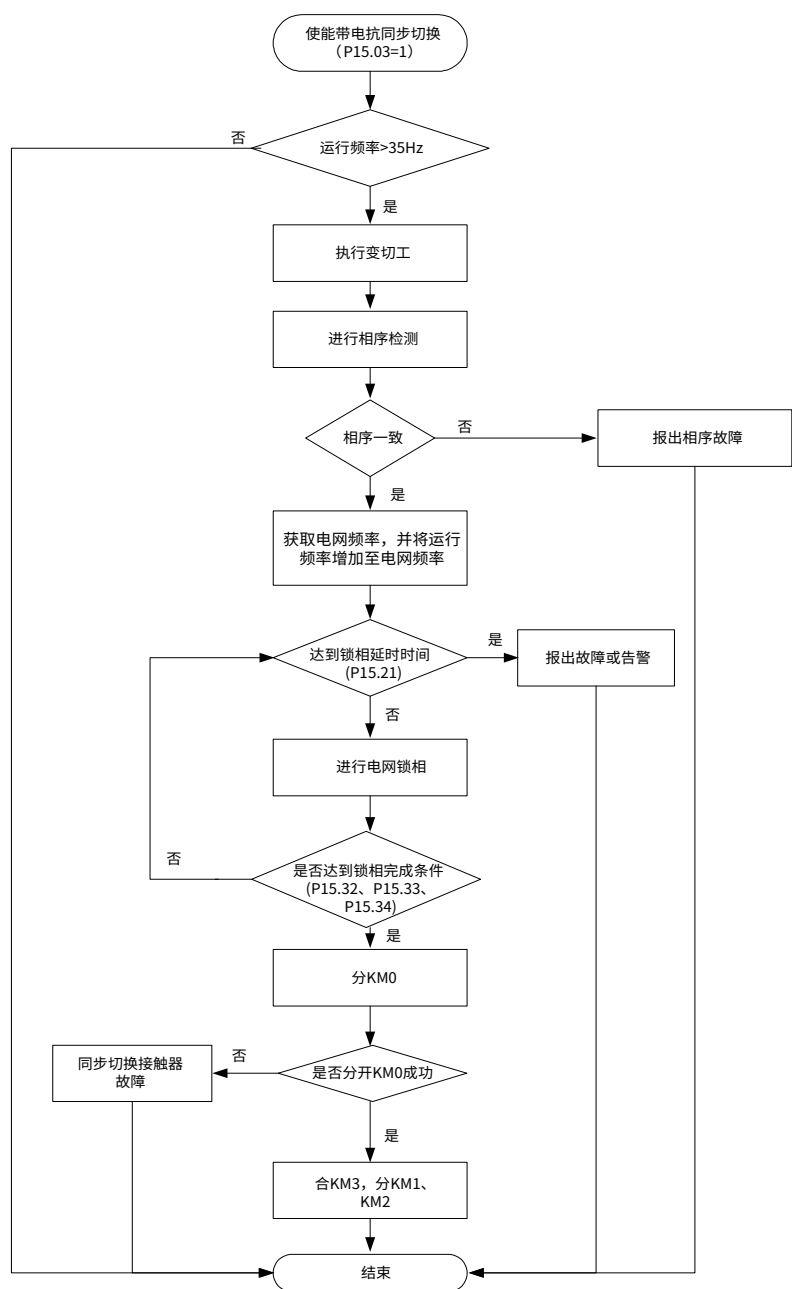 使能带电抗同步切换
（P15.03=1）
否
运行频率>35Hz
是
执行变切工
进行相序检测
相序一致
否
报出相序故障
是
获取电网频率，并将运行
频率增加至电网频率
达到锁相延时时间
(P15.21)
是
报出故障或告警
否
进行电网锁相
否
是否达到锁相完成条件
(P15.32、P15.33、
P15.34)
是
分KM0
同步切换接触器
故障
否
是否分开KM0成功
是
合KM3，分KM1、
KM2
结束